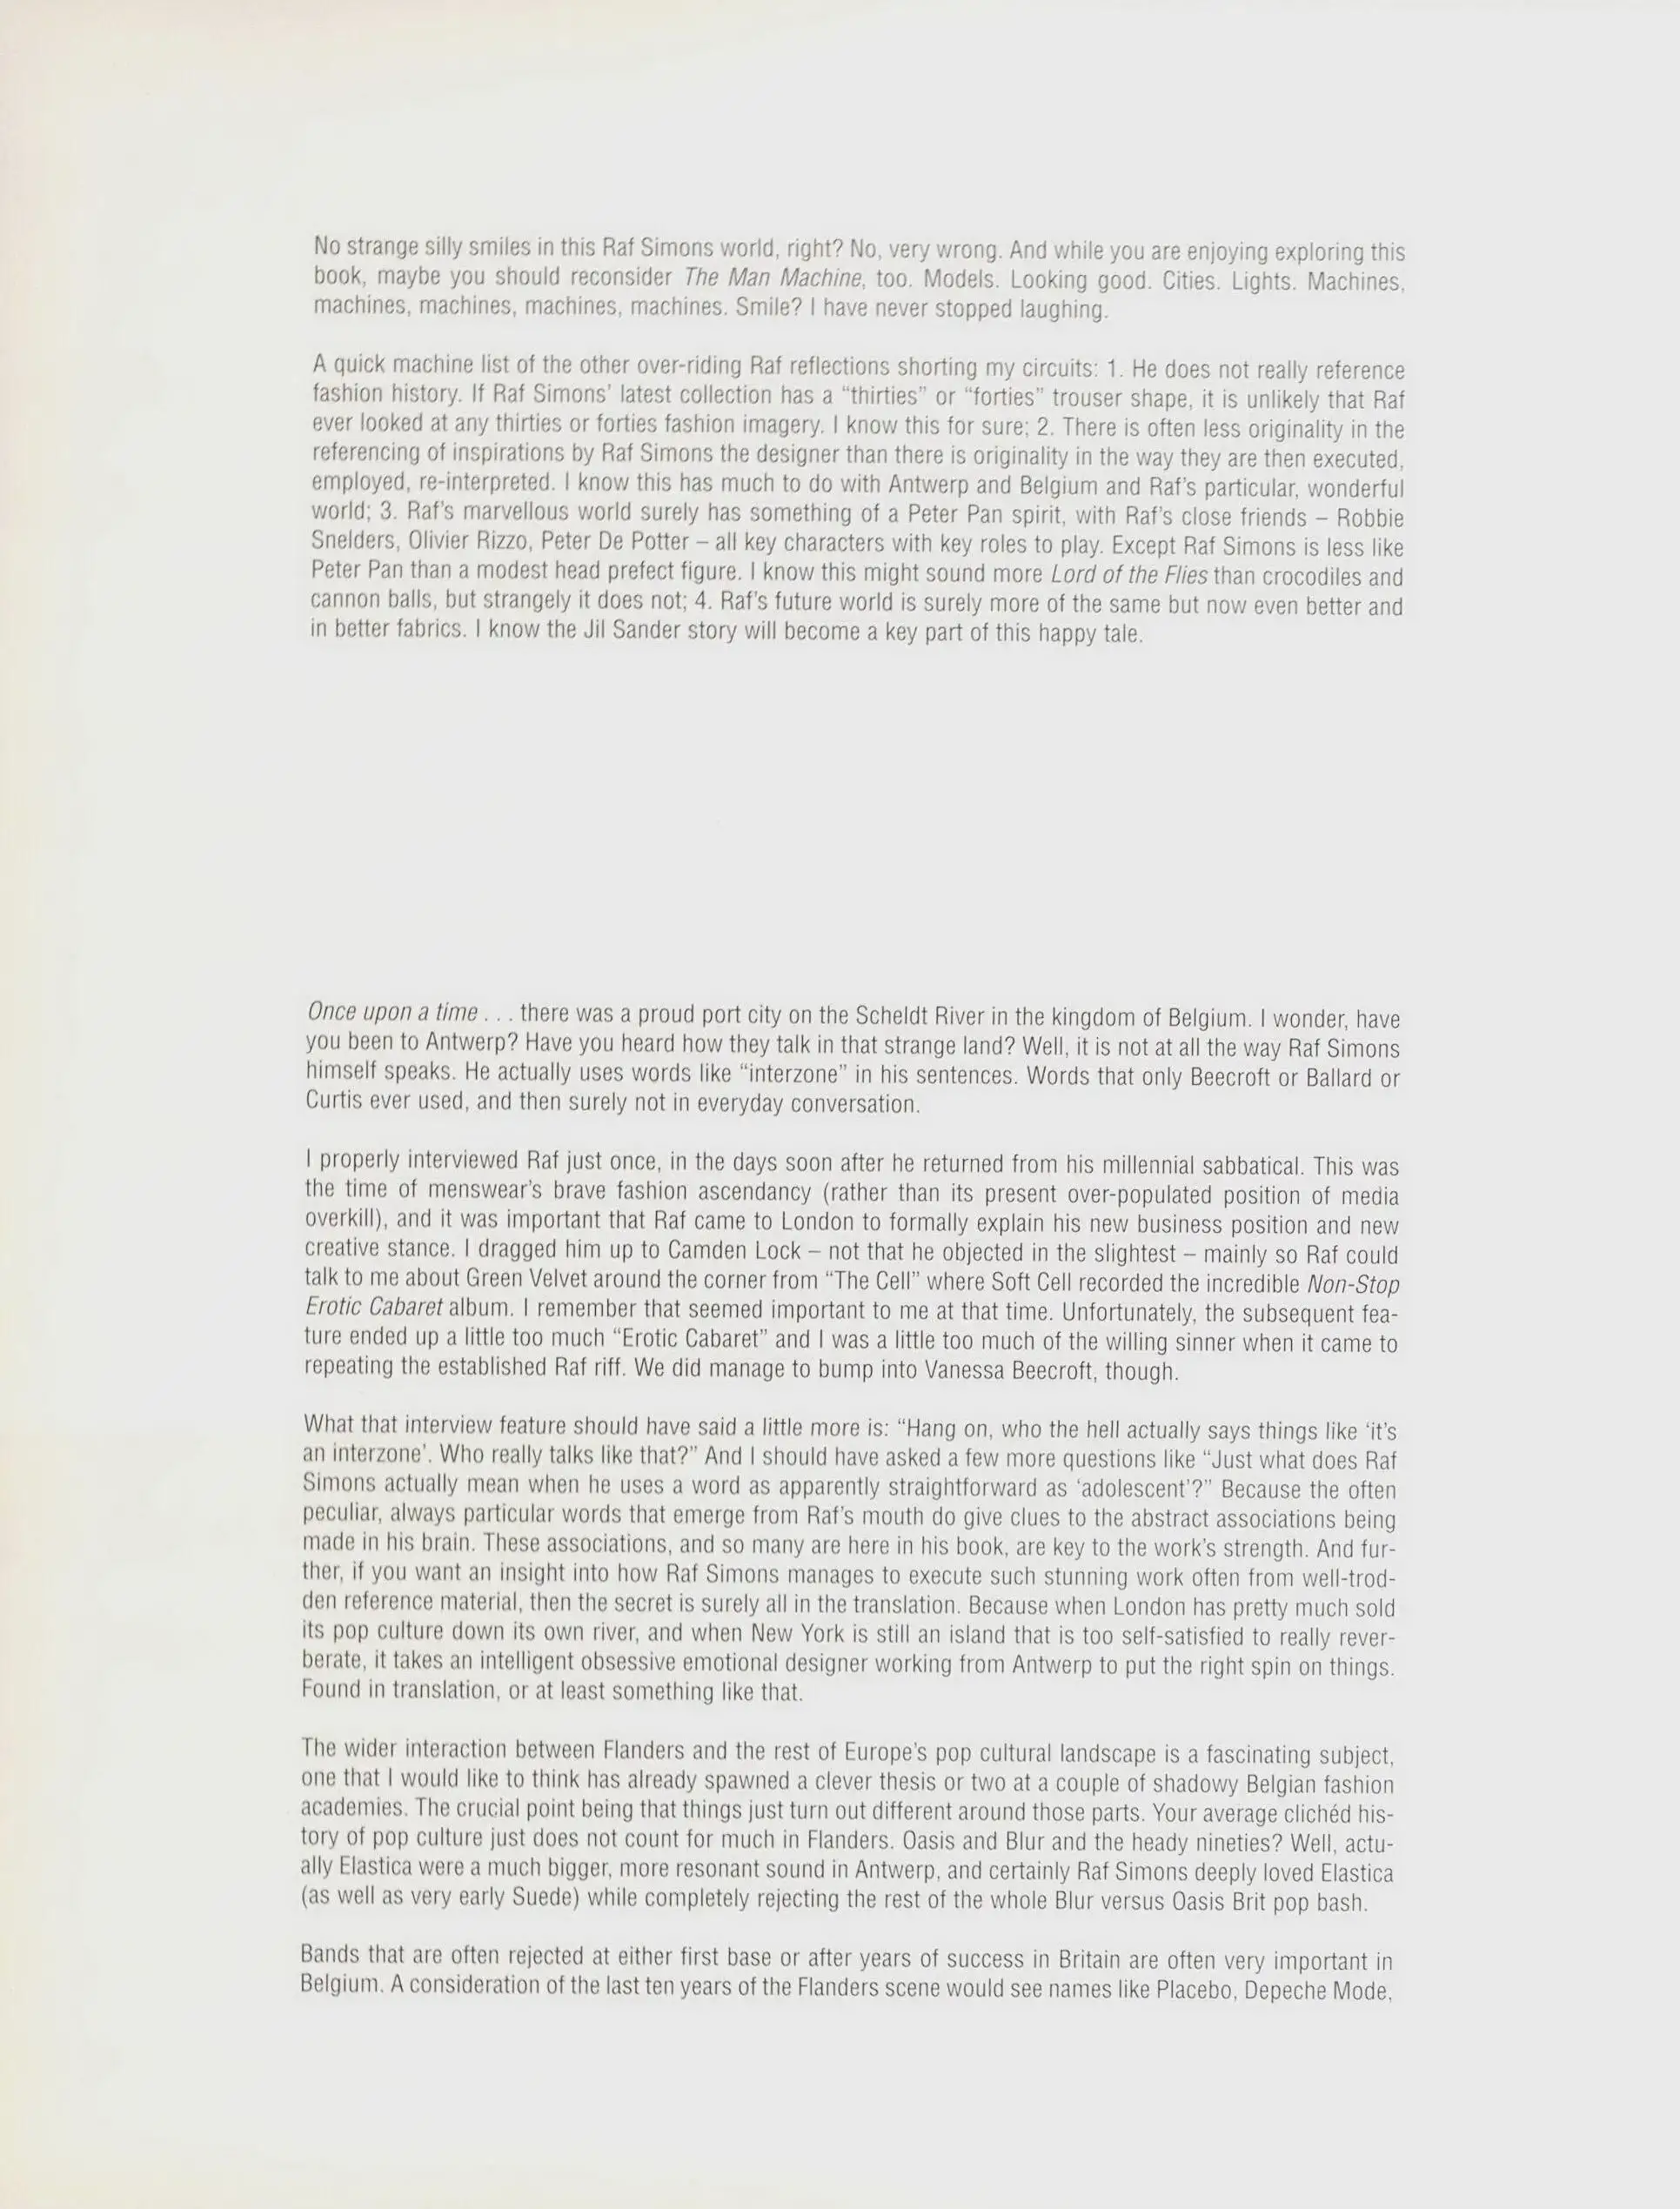 No strange silly smiles in this Raf Simons world, right? No, very wrong. And while you are enjoying exploring this
book, maybe you should reconsider The Man Machine, too. Models. Looking good. Cities. Lights. Machines,
machines, machines, machines, machines. Smile? I have never stopped laughing.
A quick machine list of the other over-riding Raf reflections shorting my circuits: 1. He does not really reference
fashion history. If Raf Simons' latest collection has a “thirties” or “forties” trouser shape, it is unlikely that Raf
ever looked at any thirties or forties fashion imagery. I know this for sure; 2. There is often less originality in the
referencing of inspirations by Raf Simons the designer than there is originality in the way they are then executed,
employed, re-interpreted. I know this has much to do with Antwerp and Belgium and Raf's particular, wonderful
world; 3. Raf's marvellous world surely has something of a Peter Pan spirit, with Raf's close friends – Robbie
Snelders, Olivier Rizzo, Peter De Potter – all key characters with key roles to play. Except Raf Simons is less like
Peter Pan than a modest head prefect figure. I know this might sound more Lord of the Flies than crocodiles and
cannon balls, but strangely it does not; 4. Raf's future world is surely more of the same but now even better and
in better fabrics. I know the Jil Sander story will become a key part of this happy tale.
Once upon a time . . . there was a proud port city on the Scheldt River in the kingdom of Belgium. I wonder, have
you been to Antwerp? Have you heard how they talk in that strange land? Well, it is not at all the way Raf Simons
himself speaks. He actually uses words like “interzone” in his sentences. Words that only Beecroft or Ballard or
Curtis ever used, and then surely not in everyday conversation.
I properly interviewed Raf just once, in the days soon after he returned from his millennial sabbatical. This was
the time of menswear's brave fashion ascendancy (rather than its present over-populated position of media
overkill), and it was important that Raf came to London to formally explain his new business position and new
creative stance. I dragged him up to Camden Lock – not that he objected in the slightest – mainly so Raf could
talk to me about Green Velvet around the corner from “The Cell” where Soft Cell recorded the incredible Non-Stop
Erotic Cabaret album. I remember that seemed important to me at that time. Unfortunately, the subsequent fea-
ture ended up a little too much “Erotic Cabaret” and I was a little too much of the willing sinner when it came to
repeating the established Raf riff. We did manage to bump into Vanessa Beecroft, though.
What that interview feature should have said a little more is: “Hang on, who the hell actually says things like ‘it's
an interzone’. Who really talks like that?” And I should have asked a few more questions like “Just what does Raf
Simons actually mean when he uses a word as apparently straightforward as ‘adolescent’?” Because the often
peculiar, always particular words that emerge from Raf's mouth do give clues to the abstract associations being
made in his brain. These associations, and so many are here in his book, are key to the work's strength. And fur-
ther, if you want an insight into how Raf Simons manages to execute such stunning work often from well-trod-
den reference material, then the secret is surely all in the translation. Because when London has pretty much sold
its pop culture down its own river, and when New York is still an island that is too self-satisfied to really rever-
berate, it takes an intelligent obsessive emotional designer working from Antwerp to put the right spin on things.
Found in translation, or at least something like that.
The wider interaction between Flanders and the rest of Europe's pop cultural landscape is a fascinating subject,
one that I would like to think has already spawned a clever thesis or two at a couple of shadowy Belgian fashion
academies. The crucial point being that things just turn out different around those parts. Your average clichéd his-
tory of pop culture just does not count for much in Flanders. Oasis and Blur and the heady nineties? Well, actu-
ally Elastica were a much bigger, more resonant sound in Antwerp, and certainly Raf Simons deeply loved Elastica
(as well as very early Suede) while completely rejecting the rest of the whole Blur versus Oasis Brit pop bash.
Bands that are often rejected at either first base or after years of success in Britain are often very important in
Belgium. A consideration of the last ten years of the Flanders scene would see names like Placebo, Depeche Mode,